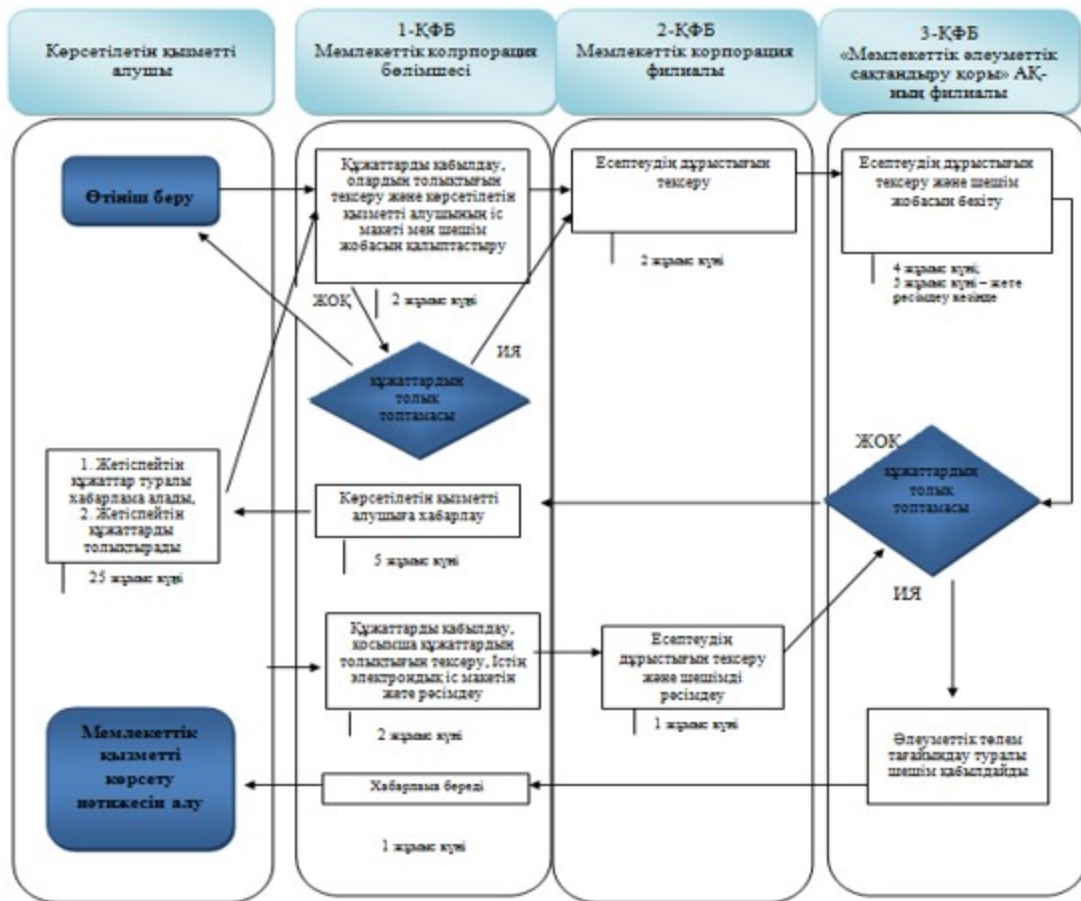 Көрсетілетін қызметті
алушы
1-ҚФБ
Мемлекеттік колрпорация
бөлімшесі
2-ҚФБ
Мемлекеттік корпорация
филиалы
3-ҚФБ
«Мемлекеттік әлеуметтік
сақтандыру қоры» АҚ-
ның филиалы
Өтініш беру
Құжаттарды қабылдау,
олардың толықтығын
тексеру және көрсетілетін
қызметті алушының іс
макеті мен шешім
жобасын қалыптастыру
2 жұмыс күні
Есептеудің дұрыстығын
тексеру
2 жұмыс күні
Есептеудің дұрыстығын
тексеру және шешім
жобасын бекіту
4 жұмыс күні;
3 жұмыс күні – жете
ресімдеу кезінде
ЖОҚ
ИЯ
құжаттардың
толық
топтамасы
ЖОҚ
құжаттардың
толық
топтамасы
ИЯ
1. Жетіспейтін
құжаттар туралы
хабарлама алады,
2. Жетіспейтін
құжаттарды
толықтырады
25 жұмыс күні
Көрсетілетін қызметті
алушыға хабарлау
5 жұмыс күні
Құжаттарды қабылдау,
қосымша құжаттардың
толықтығын тексеру, Істің
электрондық іс макетін
жете ресімдеу
2 жұмыс күні
Есептеудің
дұрыстығын тексеру
және шешімді
ресімдеу
1 жұмыс күні
Мемлекеттік
қызметті
көрсету
нәтижесін алу
Хабарлама береді
1 жұмыс күні
Әлеуметтік төлем
тағайындау туралы
шешім қабылдайды